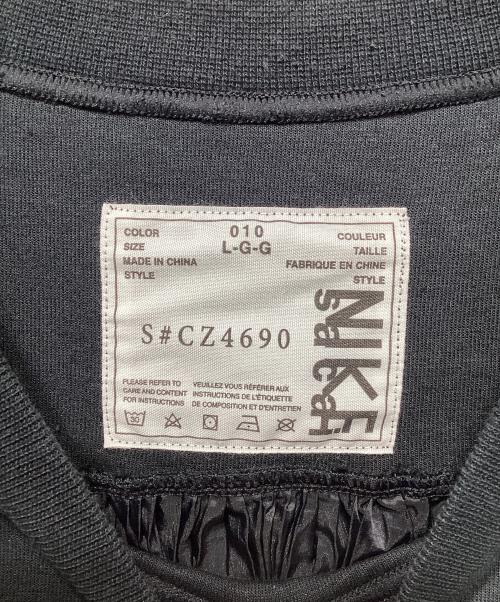 COLOR 010 COULEUR
SIZE L-G-G TAILLE
MADE IN CHINA FABRIQUE EN CHINE
STYLE STYLE
S#CZ4690
NIKE
sacai
PLEASE REFER TO
CARE AND CONTENT
FOR INSTRUCTIONS
VEUILLEZ VOUS RÉFÉRER AUX
INSTRUCTIONS DE L'ÉTIQUETTE
DE COMPOSITION ET D'ENTRETIEN
30